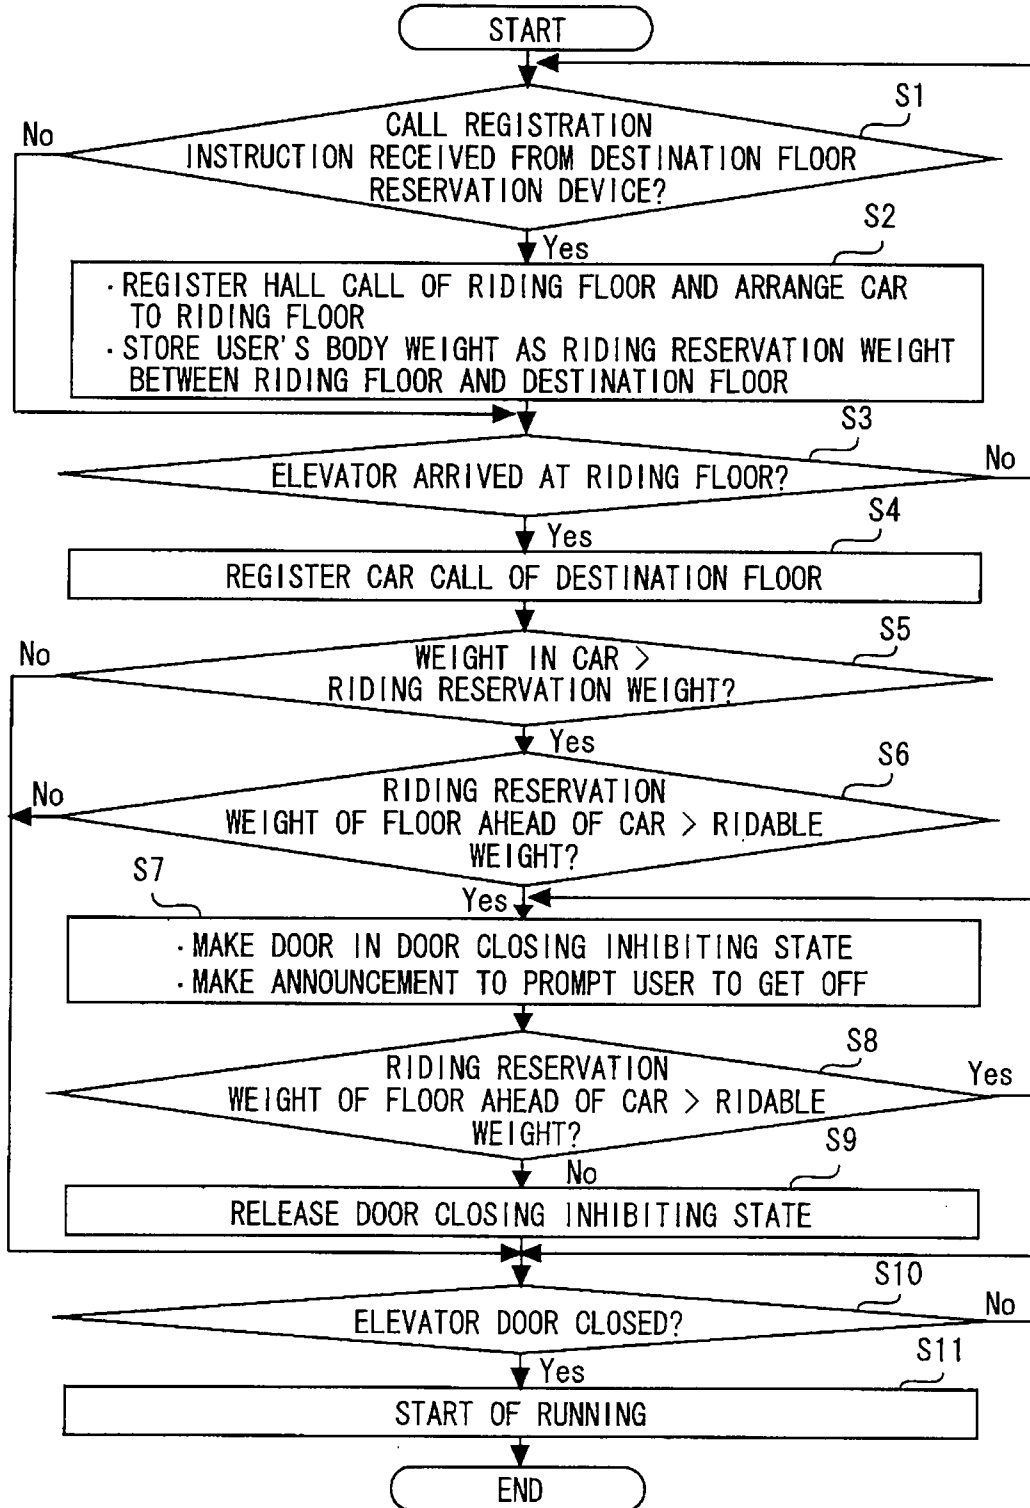 START
S1
No
CALL REGISTRATION
INSTRUCTION RECEIVED FROM DESTINATION FLOOR
RESERVATION DEVICE?
S2
Yes
· REGISTER HALL CALL OF RIDING FLOOR AND ARRANGE CAR
TO RIDING FLOOR
· STORE USER'S BODY WEIGHT AS RIDING RESERVATION WEIGHT
BETWEEN RIDING FLOOR AND DESTINATION FLOOR
S3
ELEVATOR ARRIVED AT RIDING FLOOR?
No
S4
Yes
REGISTER CAR CALL OF DESTINATION FLOOR
S5
No
WEIGHT IN CAR >
RIDING RESERVATION WEIGHT?
Yes
S6
No
RIDING RESERVATION
WEIGHT OF FLOOR AHEAD OF CAR > RIDABLE
WEIGHT?
S7
Yes
· MAKE DOOR IN DOOR CLOSING INHIBITING STATE
· MAKE ANNOUNCEMENT TO PROMPT USER TO GET OFF
S8
RIDING RESERVATION
Yes
WEIGHT OF FLOOR AHEAD OF CAR > RIDABLE
WEIGHT?
S9
No
RELEASE DOOR CLOSING INHIBITING STATE
S10
No
ELEVATOR DOOR CLOSED?
S11
Yes
START OF RUNNING
END